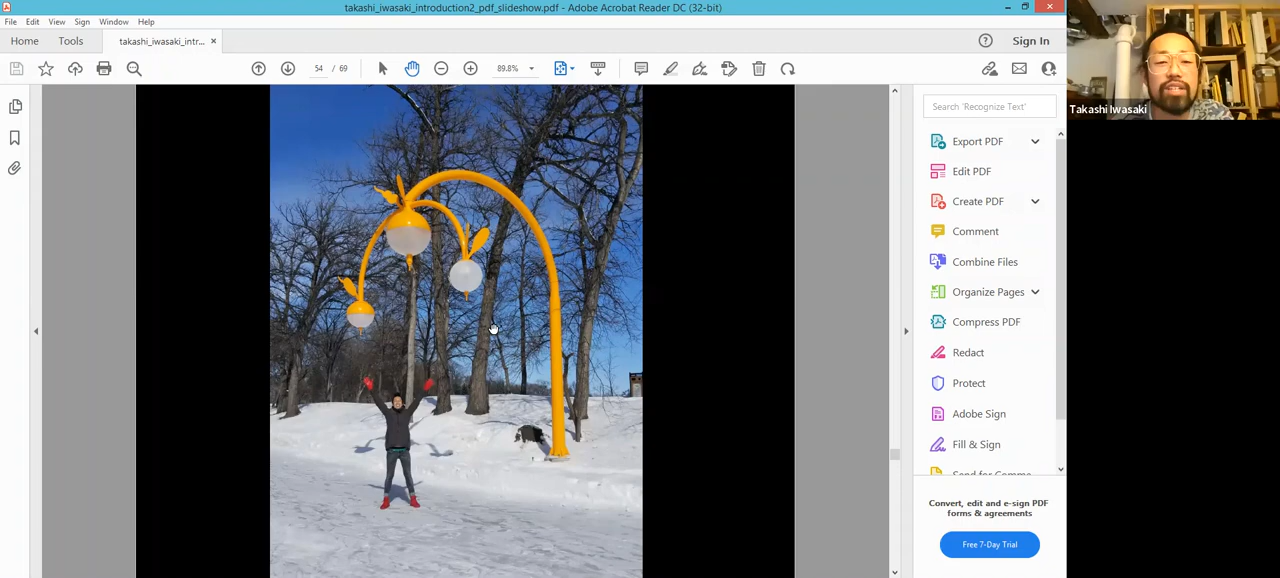 takashi_iwasaki_introduction2_pdf_slideshow.pdf - Adobe Acrobat Reader DC (32-bit)
File Edit View Sign Window Help
Home Tools takashi_iwasaki_intr... × Sign In
54 / 69 89.8%
Takashi Iwasaki
Search 'Recognize Text'
Export PDF
Edit PDF
Create PDF
Comment
Combine Files
Organize Pages
Compress PDF
Redact
Protect
Adobe Sign
Fill & Sign
Convert, edit and e-sign PDF
forms & agreements
Free 7-Day Trial